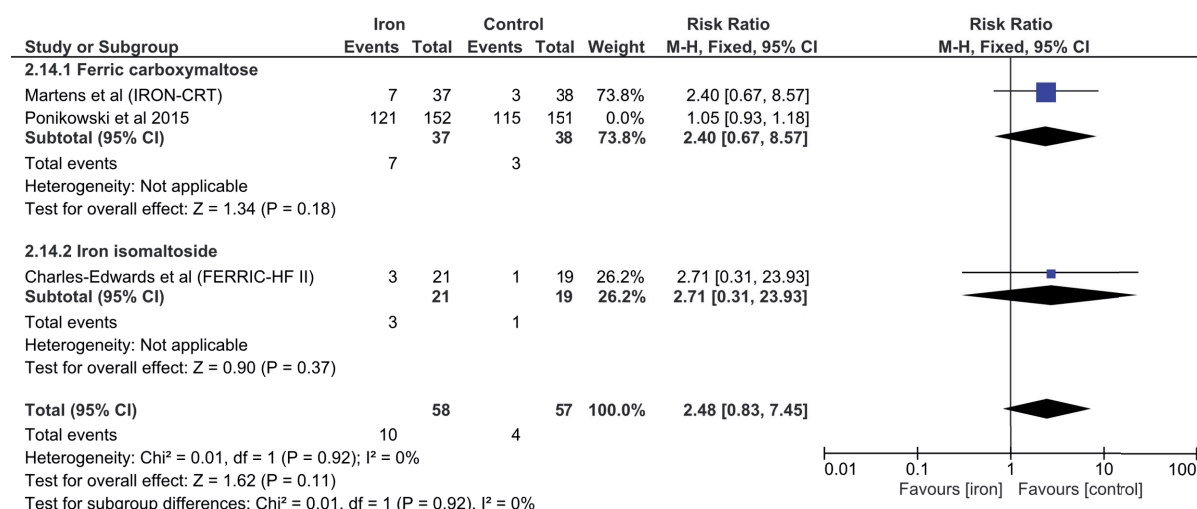 Iron Control Risk Ratio Risk Ratio
Study or Subgroup Events Total Events Total Weight M-H, Fixed, 95% CI M-H, Fixed, 95% CI
2.14.1 Ferric carboxymaltose
Martens et al (IRON-CRT) 7 37 3 38 73.8% 2.40 [0.67, 8.57]
Ponikowski et al 2015 121 152 115 151 0.0% 1.05 [0.93, 1.18]
Subtotal (95% CI) 37 38 73.8% 2.40 [0.67, 8.57]
Total events 7 3
Heterogeneity: Not applicable
Test for overall effect: Z = 1.34 (P = 0.18)
2.14.2 Iron isomaltoside
Charles-Edwards et al (FERRIC-HF II) 3 21 1 19 26.2% 2.71 [0.31, 23.93]
Subtotal (95% CI) 21 19 26.2% 2.71 [0.31, 23.93]
Total events 3 1
Heterogeneity: Not applicable
Test for overall effect: Z = 0.90 (P = 0.37)
Total (95% CI) 58 57 100.0% 2.48 [0.83, 7.45]
Total events 10 4
Heterogeneity: Chi² = 0.01, df = 1 (P = 0.92); I² = 0%
Test for overall effect: Z = 1.62 (P = 0.11)
Test for subgroup differences: Chi² = 0.01, df = 1 (P = 0.92), I² = 0%
0.01 0.1 1 10 100
Favours [iron] Favours [control]